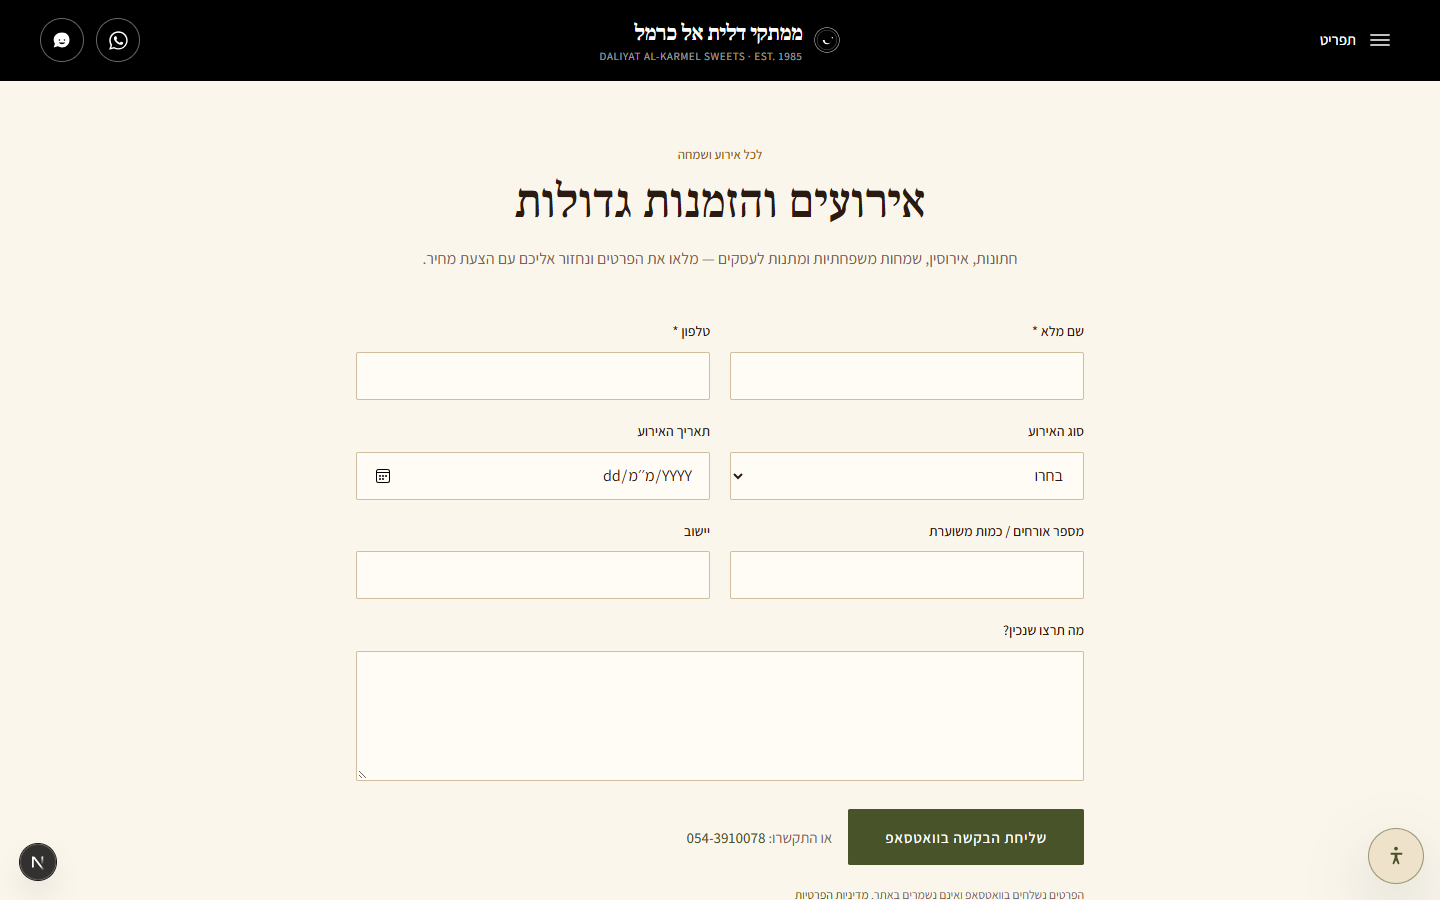 תפריט
ממתקי דלית אל כרמל
DALIYAT AL-KARMEL SWEETS · EST. 1985
לכל אירוע ושמחה
אירועים והזמנות גדולות
חתונות, אירוסין, שמחות משפחתיות ומתנות לעסקים — מלאו את הפרטים ונחזור אליכם עם הצעת מחיר.
שם מלא *
טלפון *
סוג האירוע
תאריך האירוע
בחרו
dd/מ״מ/YYYY
מספר אורחים / כמות משוערת
יישוב
מה תרצו שנכין?
שליחת הבקשה בוואטסאפ
או התקשרו: 054-3910078
הפרטים נשלחים בוואטסאפ ואינם נשמרים באתר. מדיניות הפרטיות
N